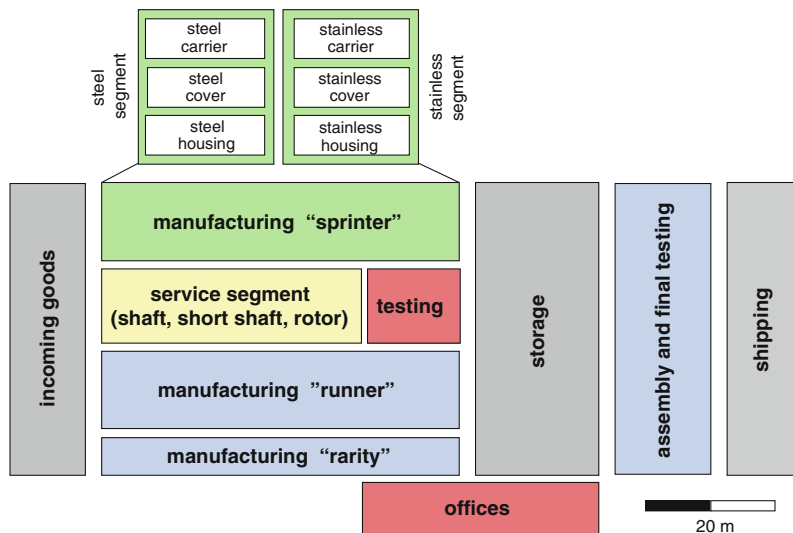 steel
segment
steel
carrier
steel
cover
steel
housing
stainless
carrier
stainless
cover
stainless
housing
stainless
segment
incoming goods
manufacturing “sprinter”
service segment
(shaft, short shaft, rotor)
testing
manufacturing ”runner”
manufacturing “rarity”
storage
assembly and final testing
shipping
offices
20 m